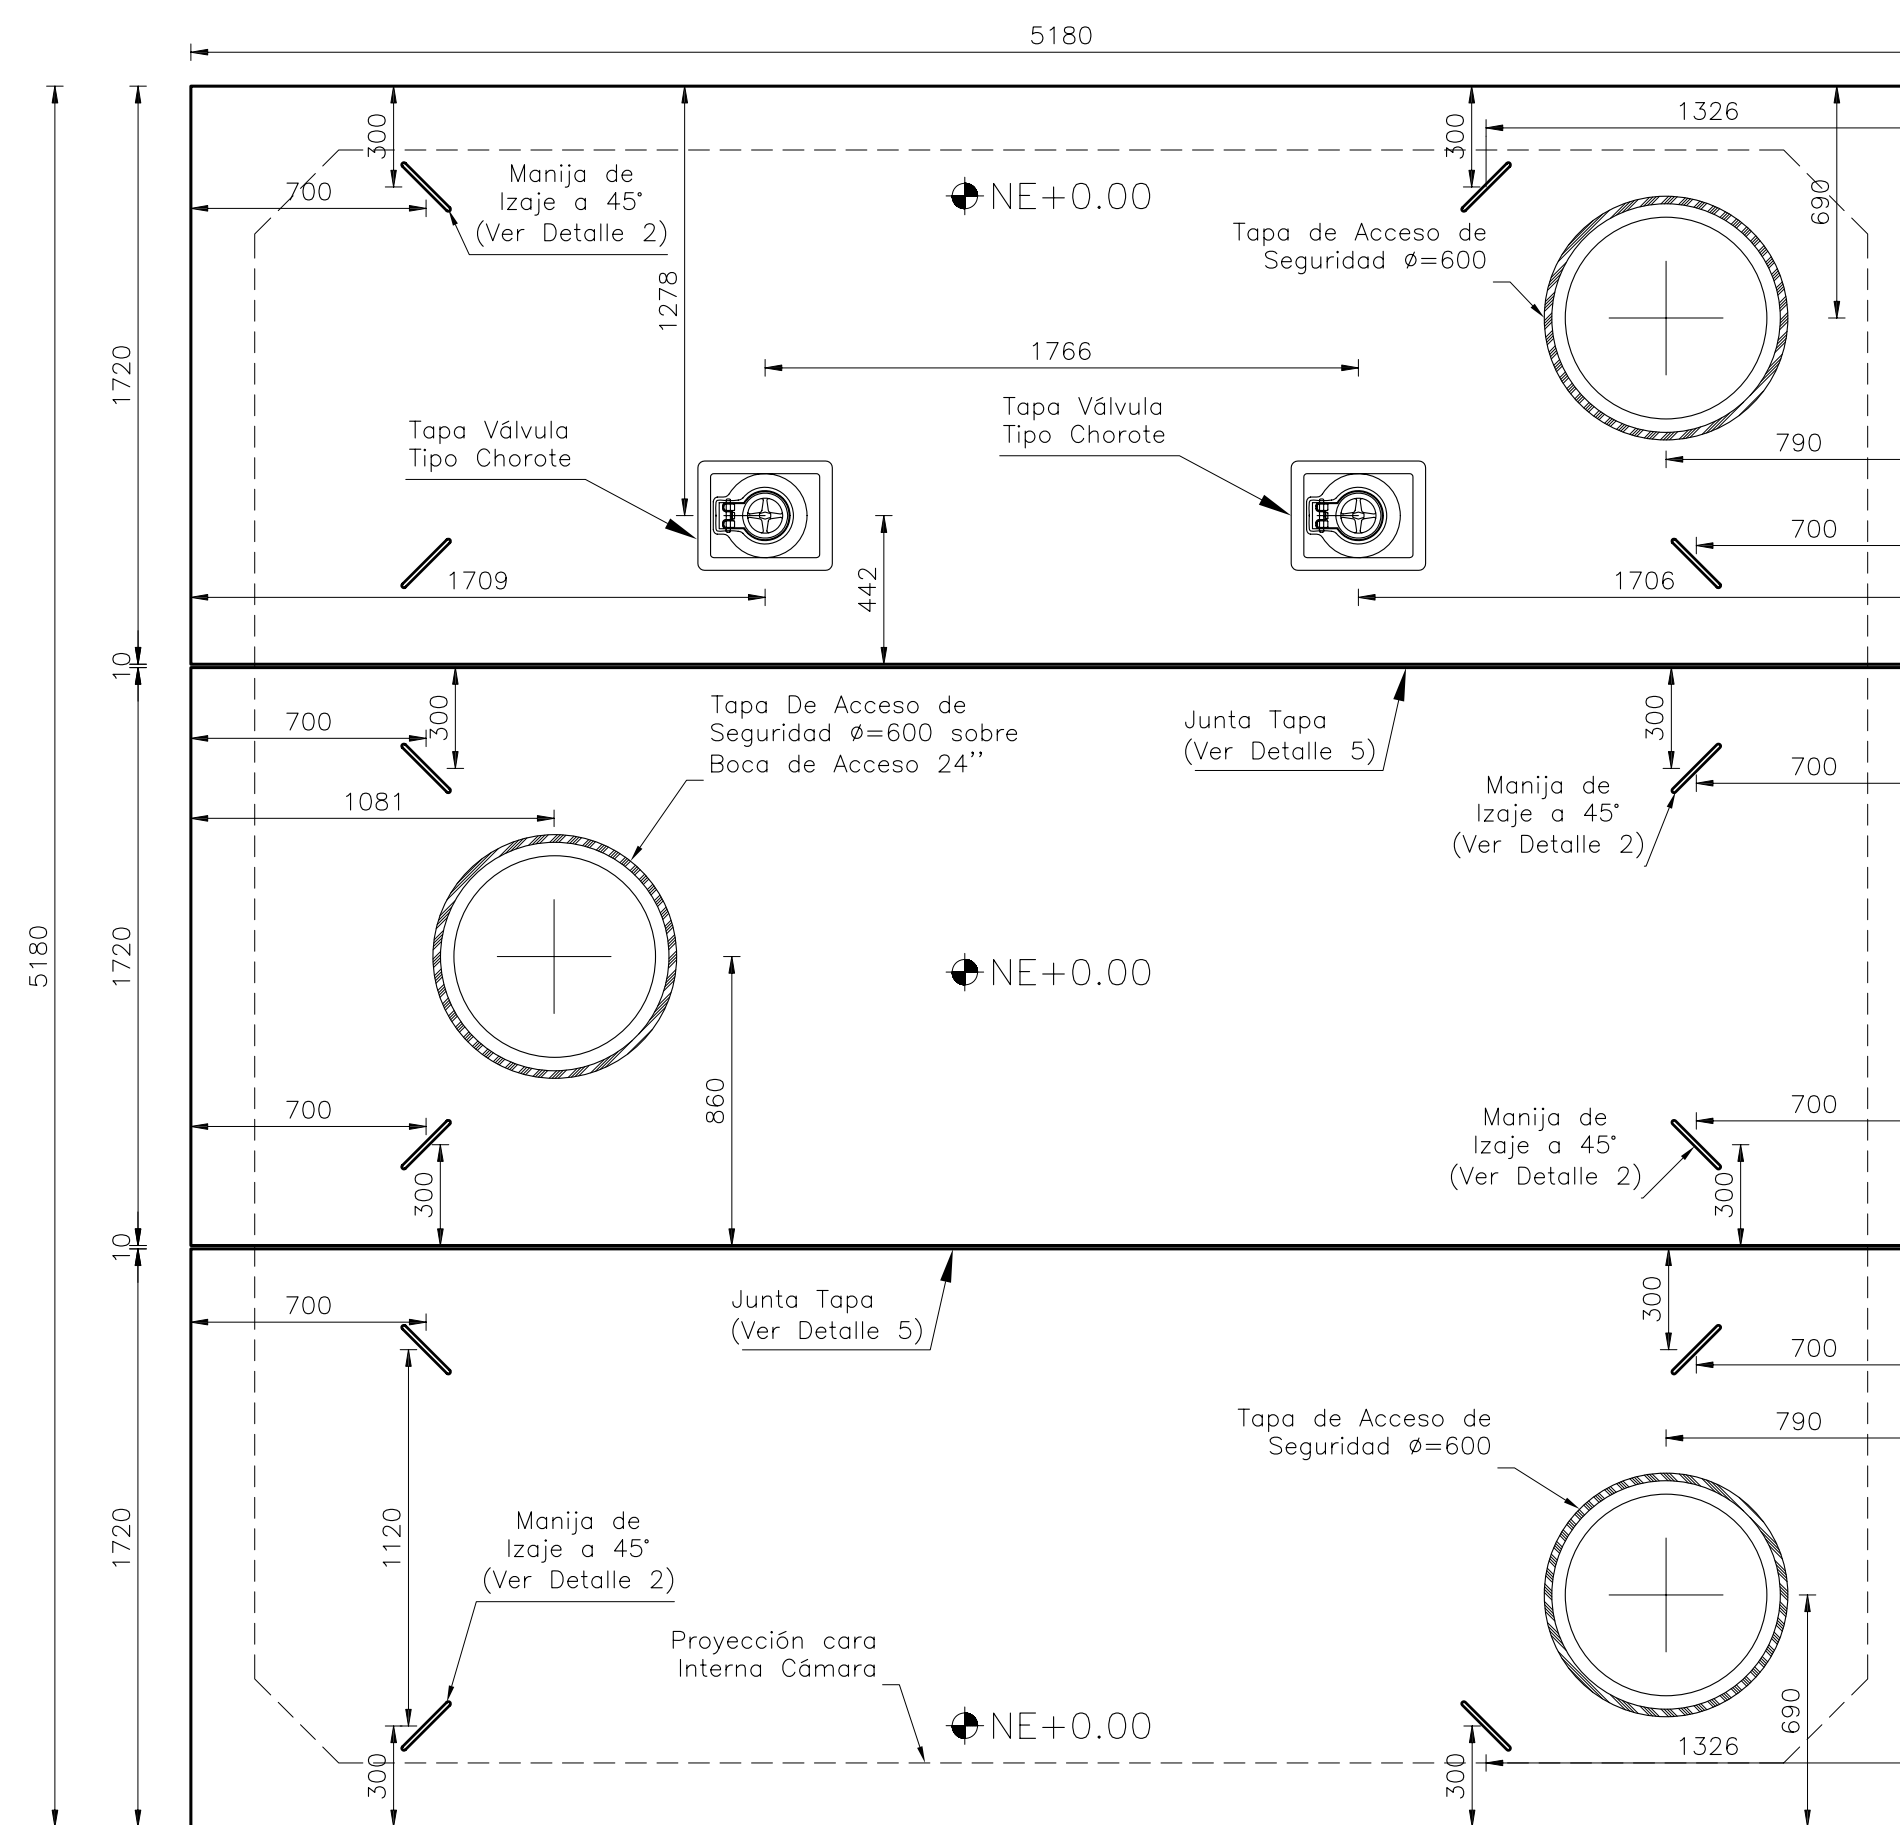 5180
300
300
1326
700
Manija de
Izaje a 45°
(Ver Detalle 2)
NE+0.00
690
Tapa de Acceso de
Seguridad ø=600
1278
1766
1720
Tapa Válvula
Tipo Chorote
Tapa Válvula
Tipo Chorote
790
700
1709
442
1706
10
300
700
Tapa De Acceso de
Seguridad ø=600 sobre
Boca de Acceso 24''
Junta Tapa
(Ver Detalle 5)
300
700
Manija de
Izaje a 45°
(Ver Detalle 2)
1081
5180
1720
NE+0.00
860
700
Manija de
Izaje a 45°
(Ver Detalle 2)
700
300
300
10
700
Junta Tapa
(Ver Detalle 5)
300
700
Tapa de Acceso de
Seguridad ø=600
790
1720
1120
Manija de
Izaje a 45°
(Ver Detalle 2)
Proyección cara
Interna Cámara
NE+0.00
690
300
300
1326